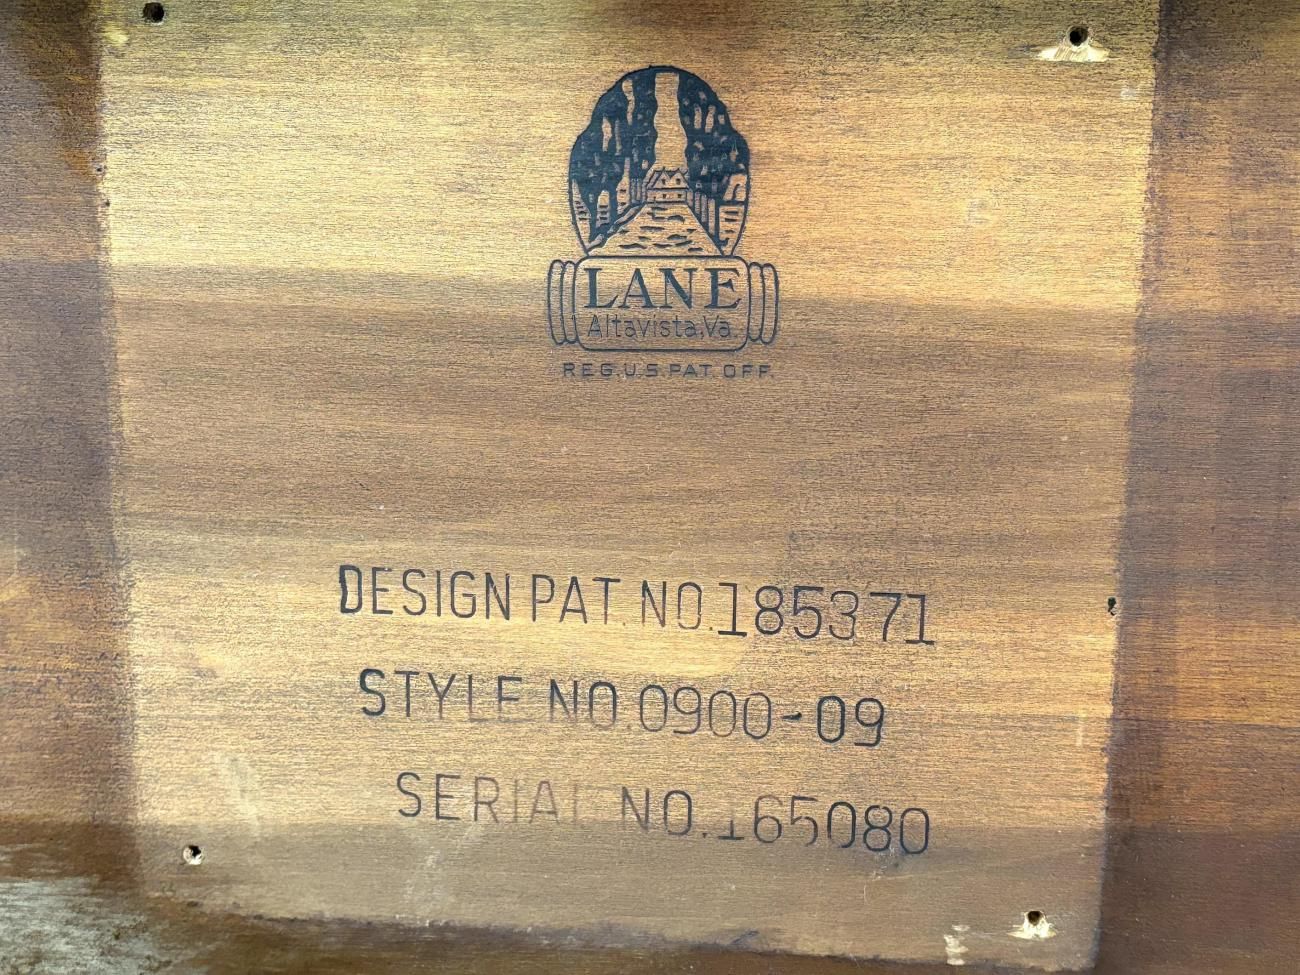 LANE
Altavista, Va.
REG. U.S. PAT. OFF.
DESIGN PAT. NO. 185371
STYLE NO. 0900-09
SERIAL NO. 165080